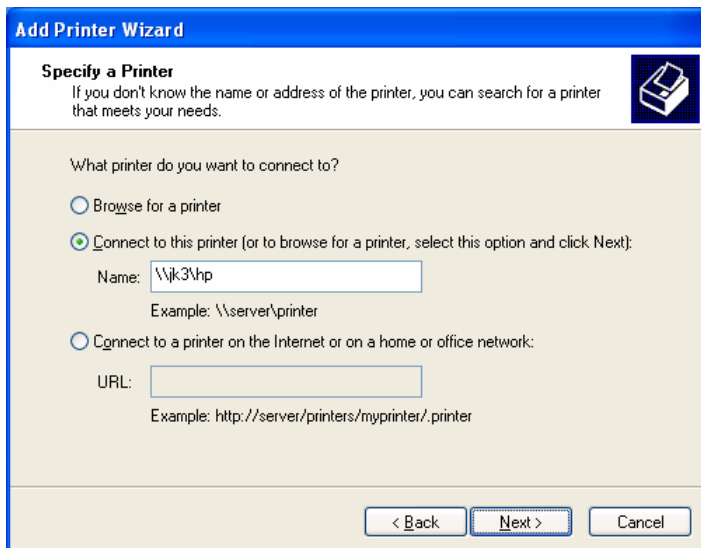 Add Printer Wizard
Specify a Printer
If you don't know the name or address of the printer, you can search for a printer
that meets your needs.
What printer do you want to connect to?
Browse for a printer
Connect to this printer (or to browse for a printer, select this option and click Next):
Name: \\jk3\hp
Example: \\server\printer
Connect to a printer on the Internet or on a home or office network:
URL:
Example: http://server/printers/myprinter/.printer
< Back Next > Cancel